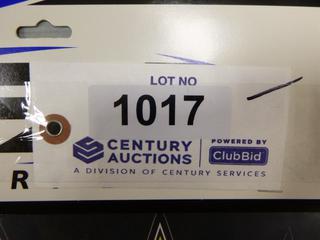 LOT NO
1017
CENTURY AUCTIONS
POWERED BY
ClubBid
A DIVISION OF CENTURY SERVICES
R